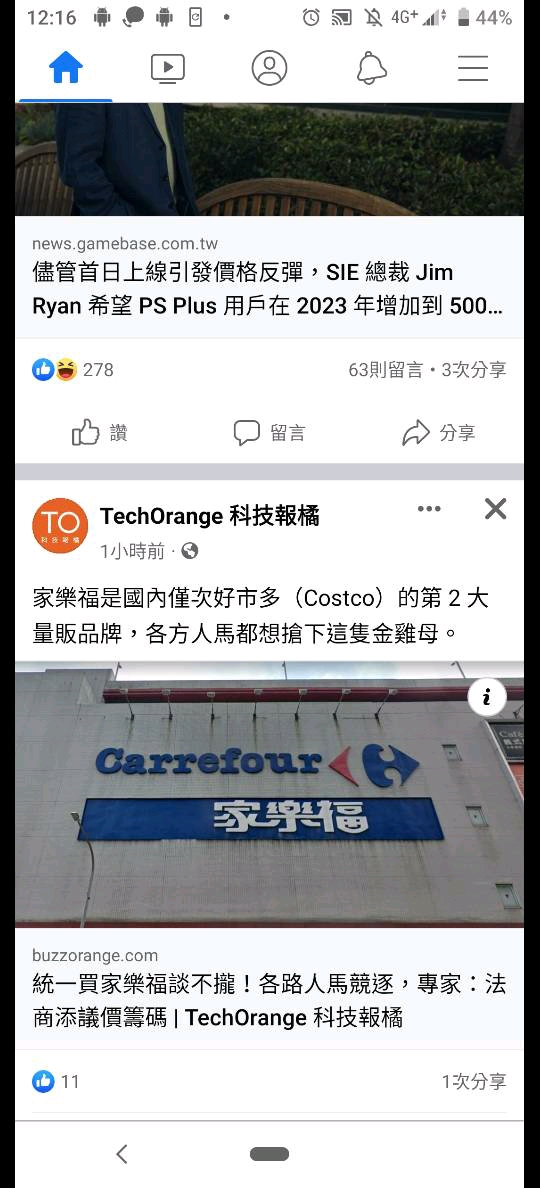 12:16
4G+
44%
news.gamebase.com.tw
儘管首日上線引發價格反彈，SIE 總裁 Jim
Ryan 希望 PS Plus 用戶在 2023 年增加到 500...
278
63則留言・3次分享
讚
留言
分享
TO
科技報橘
TechOrange 科技報橘
1小時前
家樂福是國內僅次好市多（Costco）的第 2 大
量販品牌，各方人馬都想搶下這隻金雞母。
i
Carrefour
家樂福
Café
buzzorange.com
統一買家樂福談不攏！各路人馬競逐，專家：法
商添議價籌碼 | TechOrange 科技報橘
11
1次分享